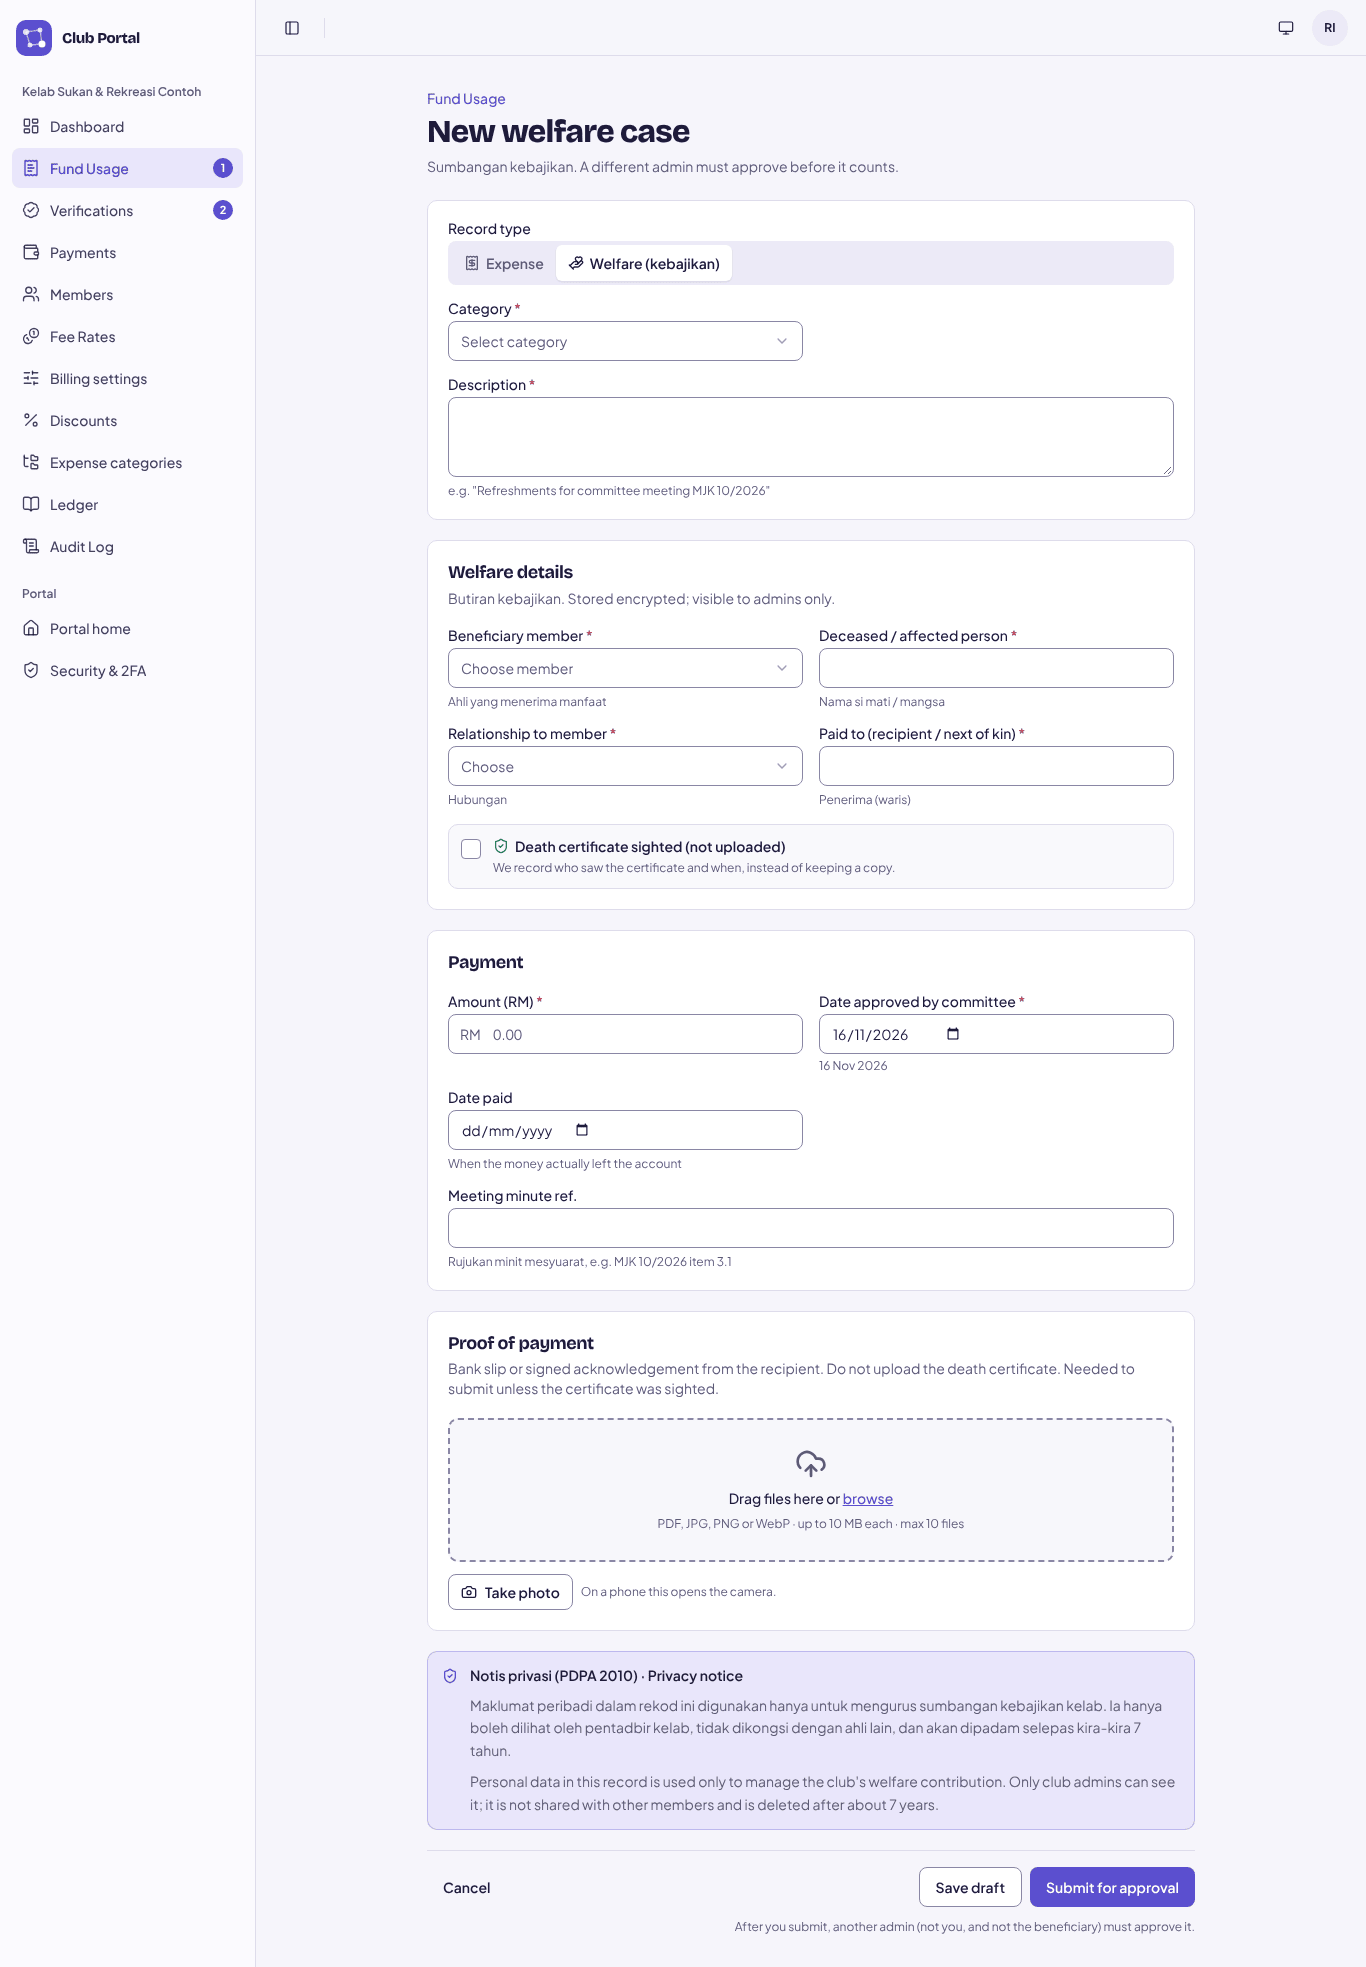 Club Portal
RI
Kelab Sukan & Rekreasi Contoh
Dashboard
Fund Usage 1
Verifications 2
Payments
Members
Fee Rates
Billing settings
Discounts
Expense categories
Ledger
Audit Log
Portal
Portal home
Security & 2FA
Fund Usage
New welfare case
Sumbangan kebajikan. A different admin must approve before it counts.
Record type
Expense Welfare (kebajikan)
Category *
Select category
Description *
e.g. "Refreshments for committee meeting MJK 10/2026"
Welfare details
Butiran kebajikan. Stored encrypted; visible to admins only.
Beneficiary member *
Choose member
Ahli yang menerima manfaat
Deceased / affected person *
Nama si mati / mangsa
Relationship to member *
Choose
Hubungan
Paid to (recipient / next of kin) *
Penerima (waris)
Death certificate sighted (not uploaded)
We record who saw the certificate and when, instead of keeping a copy.
Payment
Amount (RM) *
RM 0.00
Date approved by committee *
16/11/2026
16 Nov 2026
Date paid
dd/mm/yyyy
When the money actually left the account
Meeting minute ref.
Rujukan minit mesyuarat, e.g. MJK 10/2026 item 3.1
Proof of payment
Bank slip or signed acknowledgement from the recipient. Do not upload the death certificate. Needed to
submit unless the certificate was sighted.
Drag files here or browse
PDF, JPG, PNG or WebP · up to 10 MB each · max 10 files
Take photo
On a phone this opens the camera.
Notis privasi (PDPA 2010) · Privacy notice
Maklumat peribadi dalam rekod ini digunakan hanya untuk mengurus sumbangan kebajikan kelab. Ia hanya
boleh dilihat oleh pentadbir kelab, tidak dikongsi dengan ahli lain, dan akan dipadam selepas kira-kira 7
tahun.
Personal data in this record is used only to manage the club's welfare contribution. Only club admins can see
it; it is not shared with other members and is deleted after about 7 years.
Cancel
Save draft
Submit for approval
After you submit, another admin (not you, and not the beneficiary) must approve it.